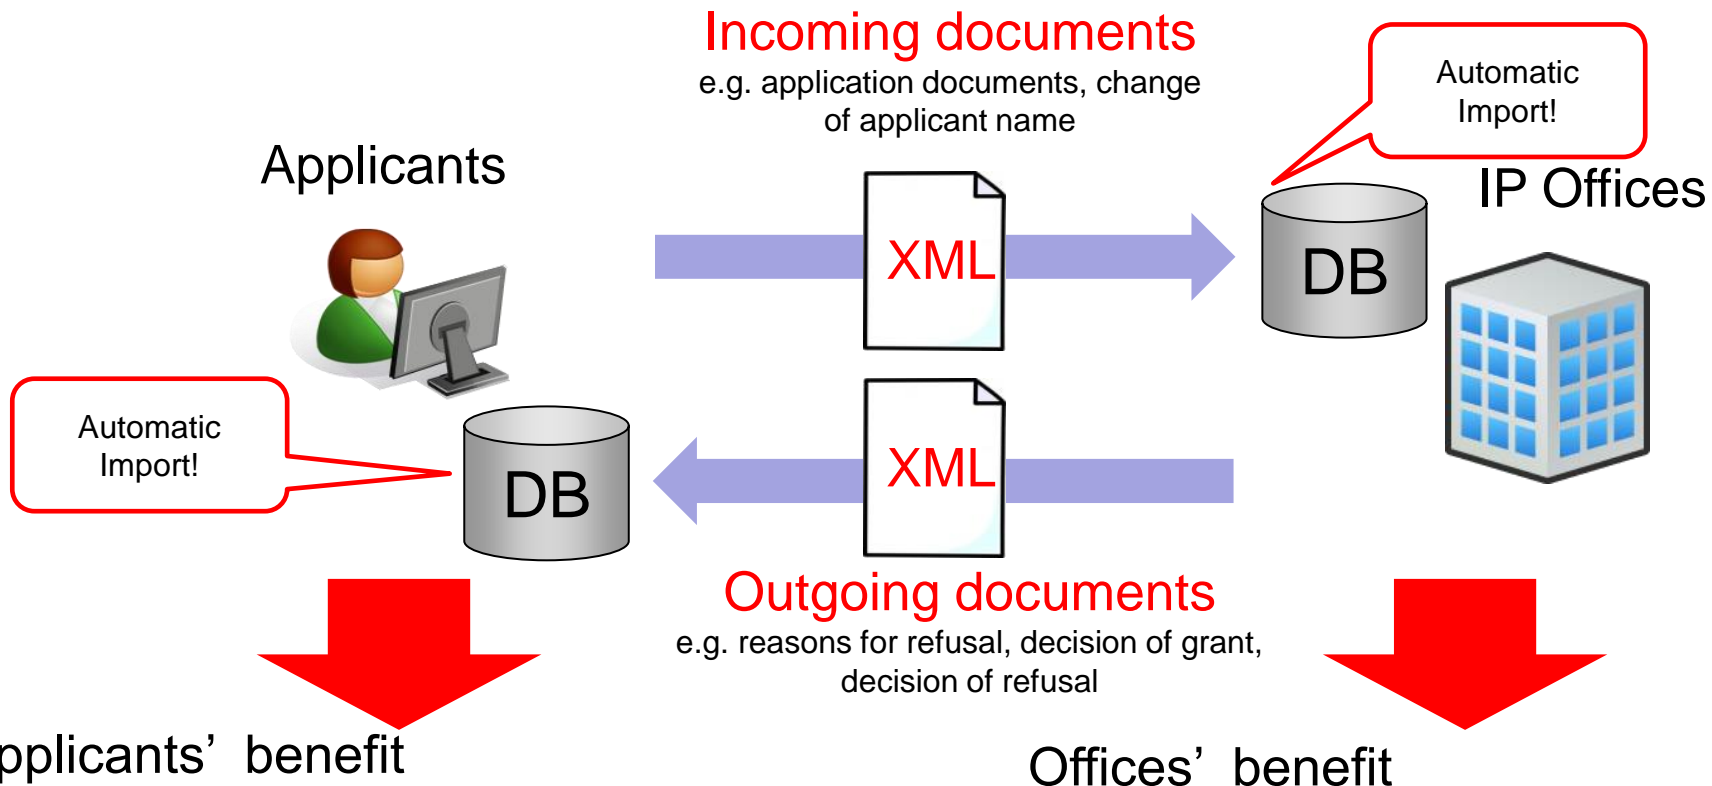 Incoming documents
e.g. application documents, change
of applicant name
Automatic
Import!
Applicants
IP Offices
XML
DB
Automatic
Import!
DB
XML
Outgoing documents
e.g. reasons for refusal, decision of grant,
decision of refusal
pplicants’ benefit
Offices’ benefit